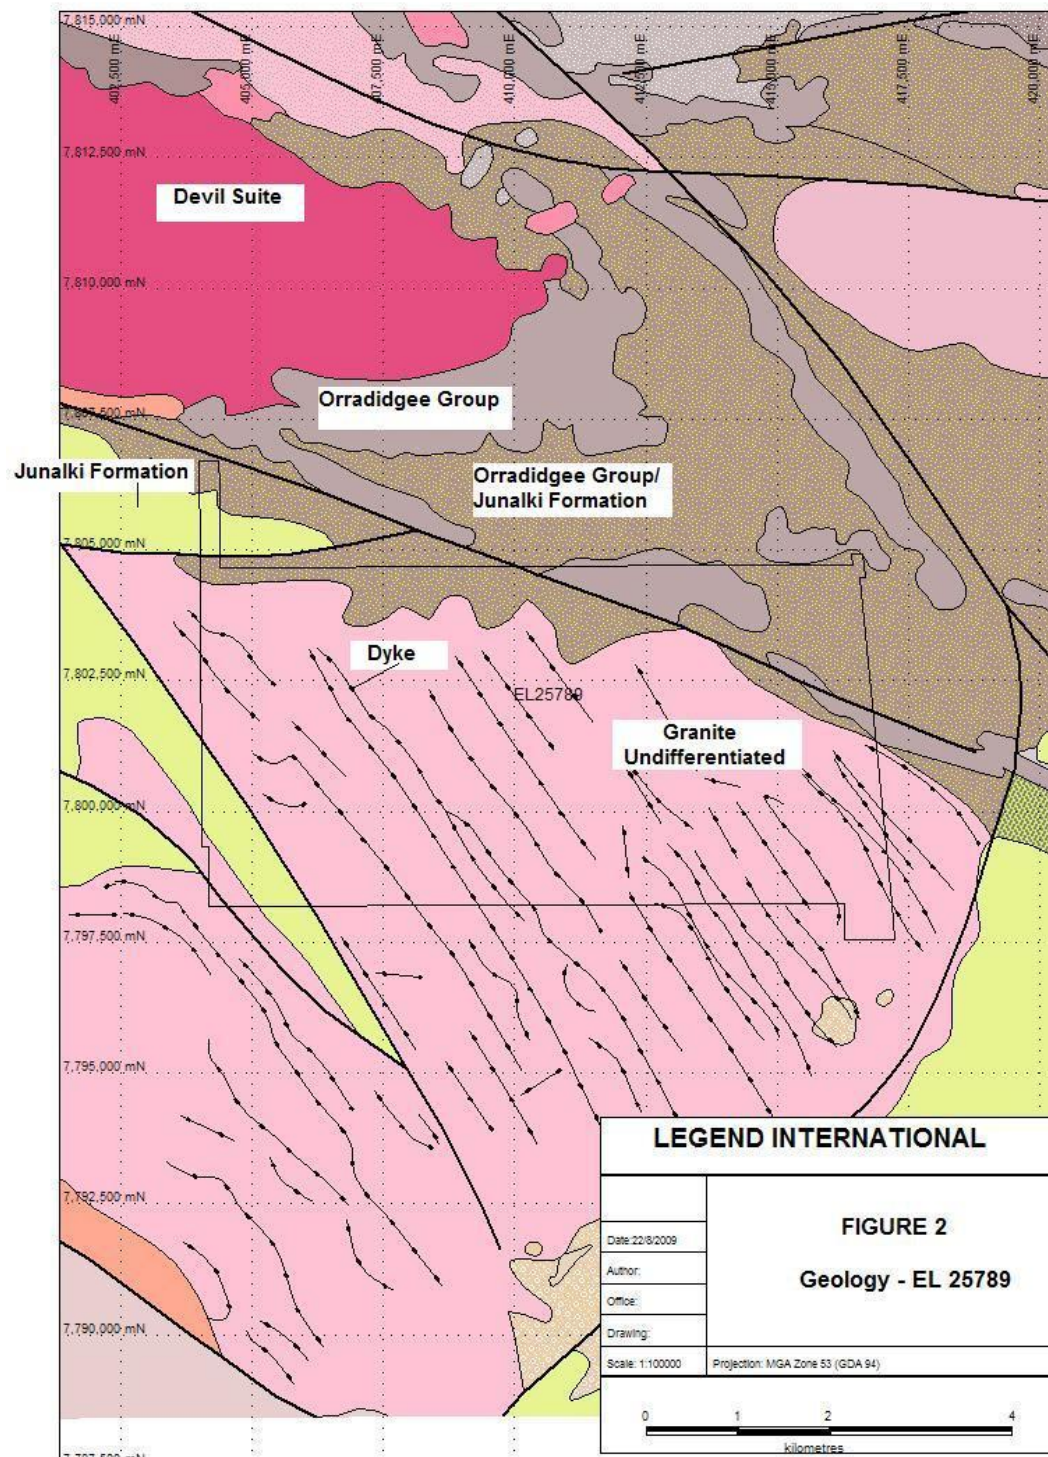 7,815,000 mN
402,500 mE
405,000 mE
407,500 mE
410,000 mE
412,500 mE
415,000 mE
417,500 mE
420,000 mE
7,812,500 mN
Devil Suite
7,810,000 mN
Orradidgee Group
7,807,500 mN
Junalki Formation
Orradidgee Group/
Junalki Formation
7,805,000 mN
Dyke
7,802,500 mN
EL25789
Granite
Undifferentiated
7,800,000 mN
7,797,500 mN
7,795,000 mN
LEGEND INTERNATIONAL
7,792,500 mN
FIGURE 2
Date:22/8/2009
Author:
Geology - EL 25789
Office:
Drawing:
7,790,000 mN
Scale: 1:100000
Projection: MGA Zone 53 (GDA 94)
0 1 2 4
kilometres